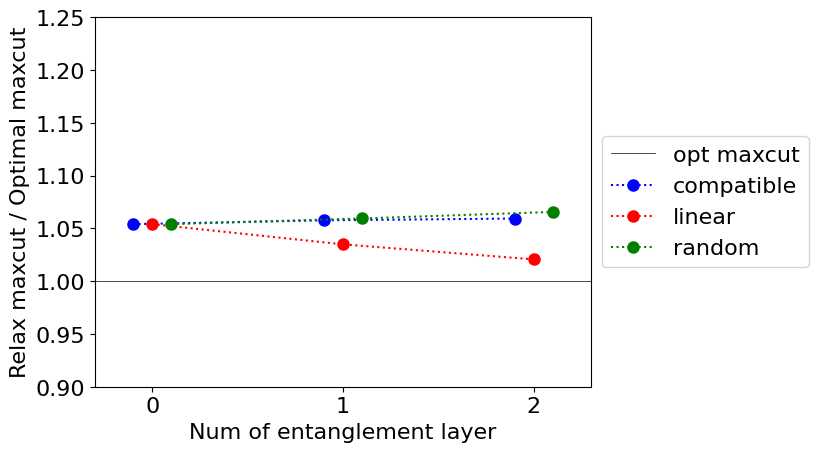 Relax maxcut / Optimal maxcut
1.25
1.20
1.15
1.10
1.05
1.00
0.95
0.90
0
1
2
Num of entanglement layer
opt maxcut
compatible
linear
random